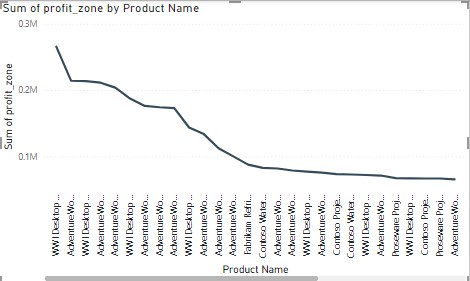 Sum of profit_zone by Product Name
Sum of profit_zone
0.3M
0.2M
0.1M
WWI Desktop ...
AdventureWo...
WWI Desktop ...
AdventureWo...
AdventureWo...
WWI Desktop ...
AdventureWo...
AdventureWo...
AdventureWo...
WWI Desktop ...
AdventureWo...
AdventureWo...
AdventureWo...
Fabrikam Refri...
Contoso Water...
AdventureWo...
AdventureWo...
WWI Desktop ...
AdventureWo...
Contoso Proje...
Contoso Water...
WWI Desktop ...
AdventureWo...
Proseware Proj...
WWI Desktop ...
Contoso Proje...
Proseware Proj...
AdventureWo...
Product Name